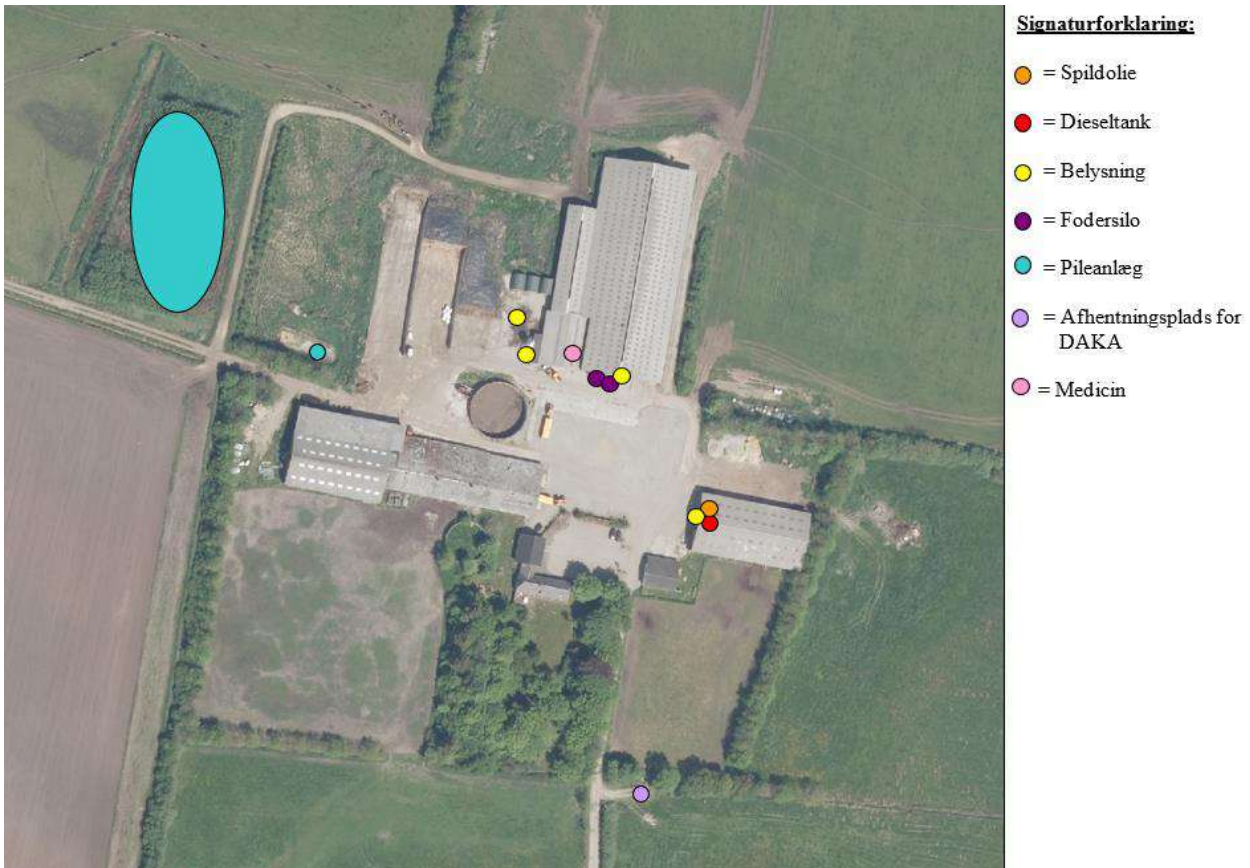 Signaturforklaring:
= Spildolie
= Dieseltank
= Belysning
= Fodersilo
= Pileanlæg
= Afhentningsplads for
DAKA
= Medicin